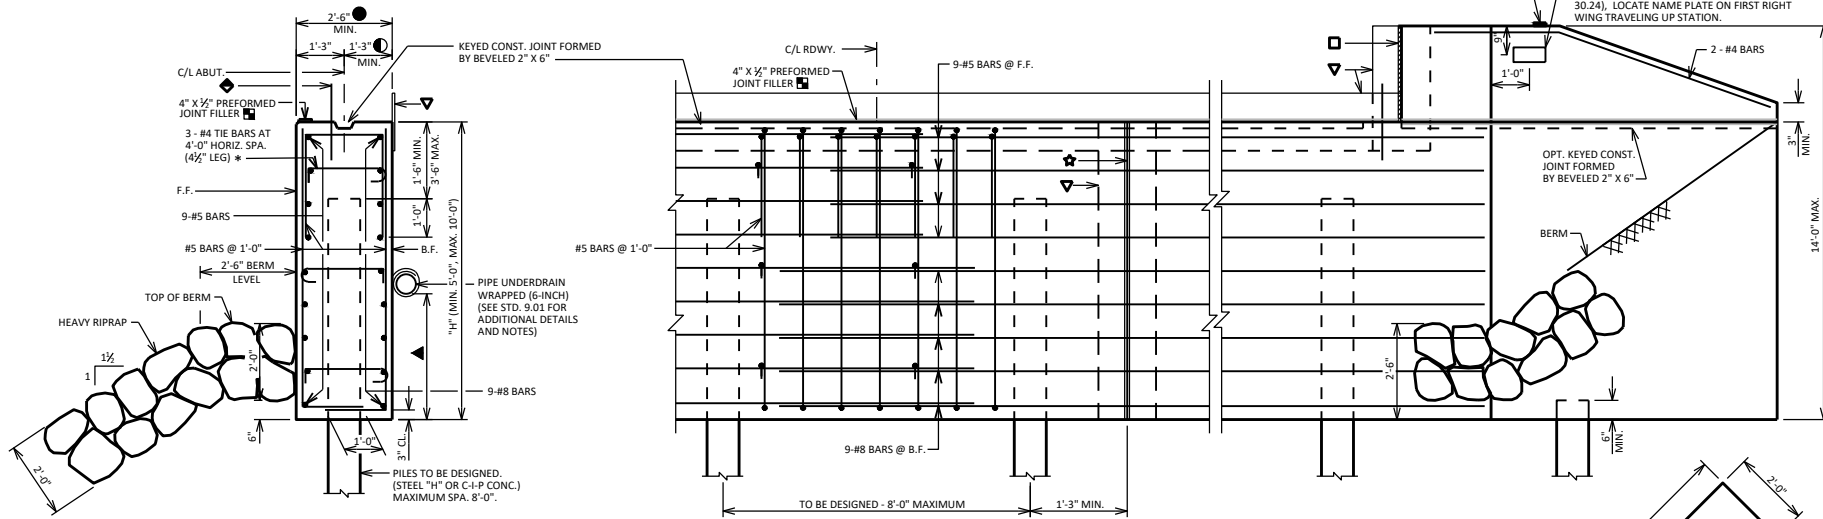 2'-6"
MIN.
1'-3"
1'-3"
MIN.
C/L ABUT.
4" X ½" PREFORMED
JOINT FILLER
3 - #4 TIE BARS AT
4'-0" HORIZ. SPA.
(4½" LEG) *
F.F.
9-#5 BARS
#5 BARS @ 1'-0"
2'-6" BERM
LEVEL
TOP OF BERM
HEAVY RIPRAP
1½
1
2'-0"
2'-0"
6"
1'-0"
3" CL.
PILES TO BE DESIGNED.
(STEEL "H" OR C-I-P CONC.)
MAXIMUM SPA. 8'-0".
KEYED CONST. JOINT FORMED
BY BEVELED 2" X 6"
1'-6" MIN.
3'-6" MAX.
1'-0"
"H" (MIN. 5'-0", MAX. 10'-0")
B.F.
PIPE UNDERDRAIN
WRAPPED (6-INCH)
(SEE STD. 9.01 FOR
ADDITIONAL DETAILS
AND NOTES)
9-#8 BARS
C/L RDWY.
4" X ½" PREFORMED
JOINT FILLER
9-#5 BARS @ F.F.
#5 BARS @ 1'-0"
9-#8 BARS @ B.F.
TO BE DESIGNED - 8'-0" MAXIMUM
1'-3" MIN.
30.24), LOCATE NAME PLATE ON FIRST RIGHT
WING TRAVELING UP STATION.
9"
1'-0"
2 - #4 BARS
3"
MIN.
OPT. KEYED CONST.
JOINT FORMED
BY BEVELED 2" X 6"
BERM
14'-0" MAX.
2'-6"
6"
MIN.
2'-0"